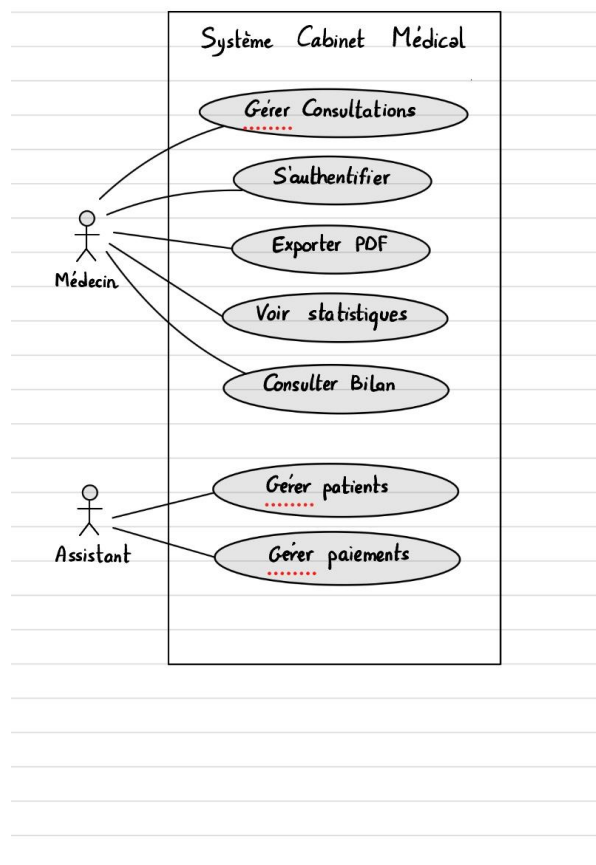 Système Cabinet Médical
Gérer Consultations
S'authentifier
Exporter PDF
Médecin
Voir statistiques
Consulter Bilan
Gérer patients
Assistant
Gérer paiements